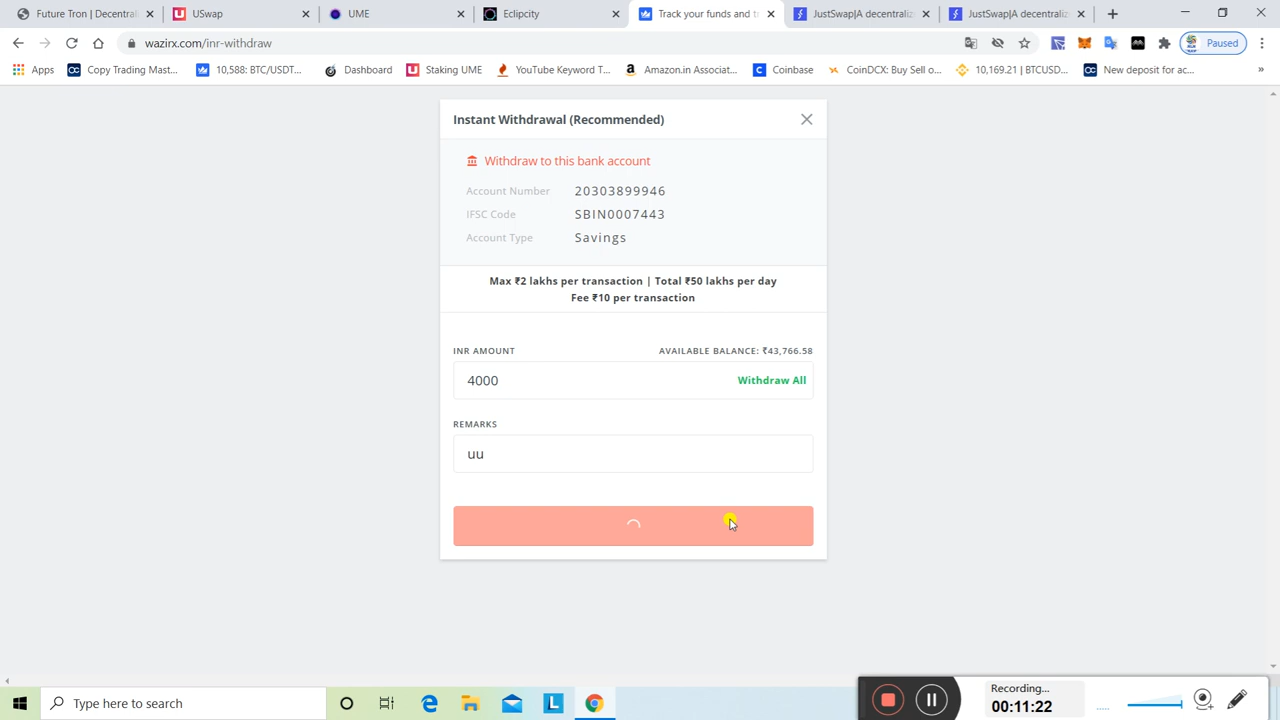 Future Tron | Decentrali
USwap
UME
Eclipcity
Track your funds and t
JustSwap|A decentraliz
JustSwap|A decentraliz
wazirx.com/inr-withdraw
Paused
Apps
Copy Trading Mast...
10,588: BTC/USDT...
Dashboard
Staking UME
YouTube Keyword T...
Amazon.in Associat...
Coinbase
CoinDCX: Buy Sell o...
10,169.21 | BTCUSD...
New deposit for ac...
»
Instant Withdrawal (Recommended)
Withdraw to this bank account
Account Number 20303899946
IFSC Code SBIN0007443
Account Type Savings
Max ₹2 lakhs per transaction | Total ₹50 lakhs per day
Fee ₹10 per transaction
INR AMOUNT AVAILABLE BALANCE: ₹43,766.58
4000 Withdraw All
REMARKS
uu
Type here to search
Recording...
00:11:22